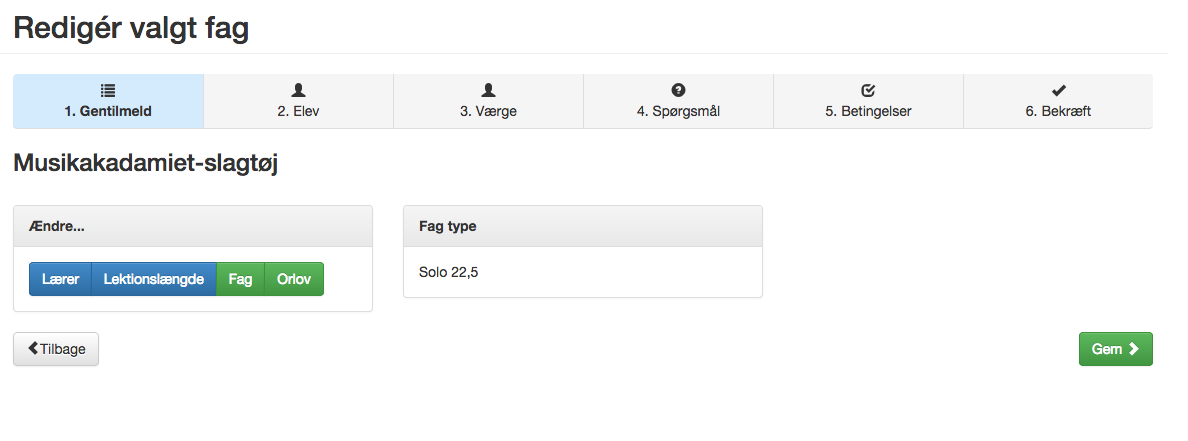 Redigér valgt fag
1. Gentilmeld
2. Elev
3. Værge
4. Spørgsmål
5. Betingelser
6. Bekræft
Musikakadamiet-slagtøj
Ændre...
Lærer Lektionslængde Fag Orlov
Fag type
Solo 22,5
Tilbage
Gem